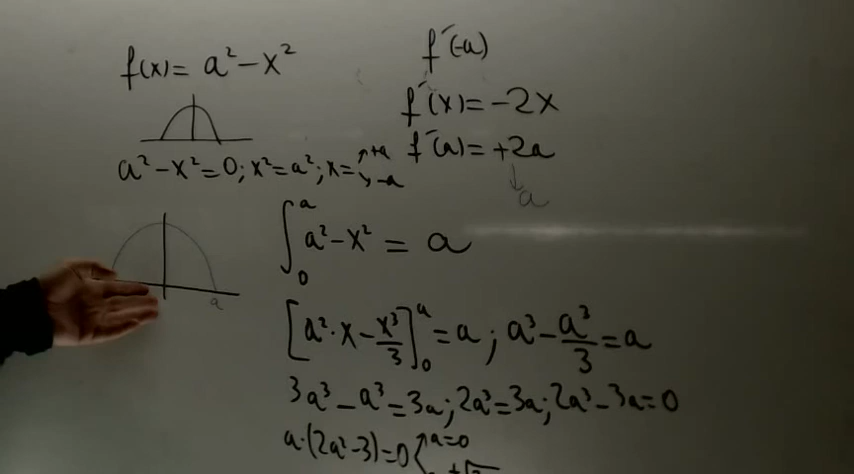 f(x)= a²-x²
f´(-a)
f´(x)=-2x
f´(a)=+2a
a
a²-x²=0; x²=a²; x= +a -a
∫₀ᵃ a²-x² = a
a
[a²·x - x³/3]₀ᵃ = a; a³ - a³/3 = a
3a³-a³=3a; 2a³=3a; 2a³-3a=0
a·(2a²-3)=0 a=0